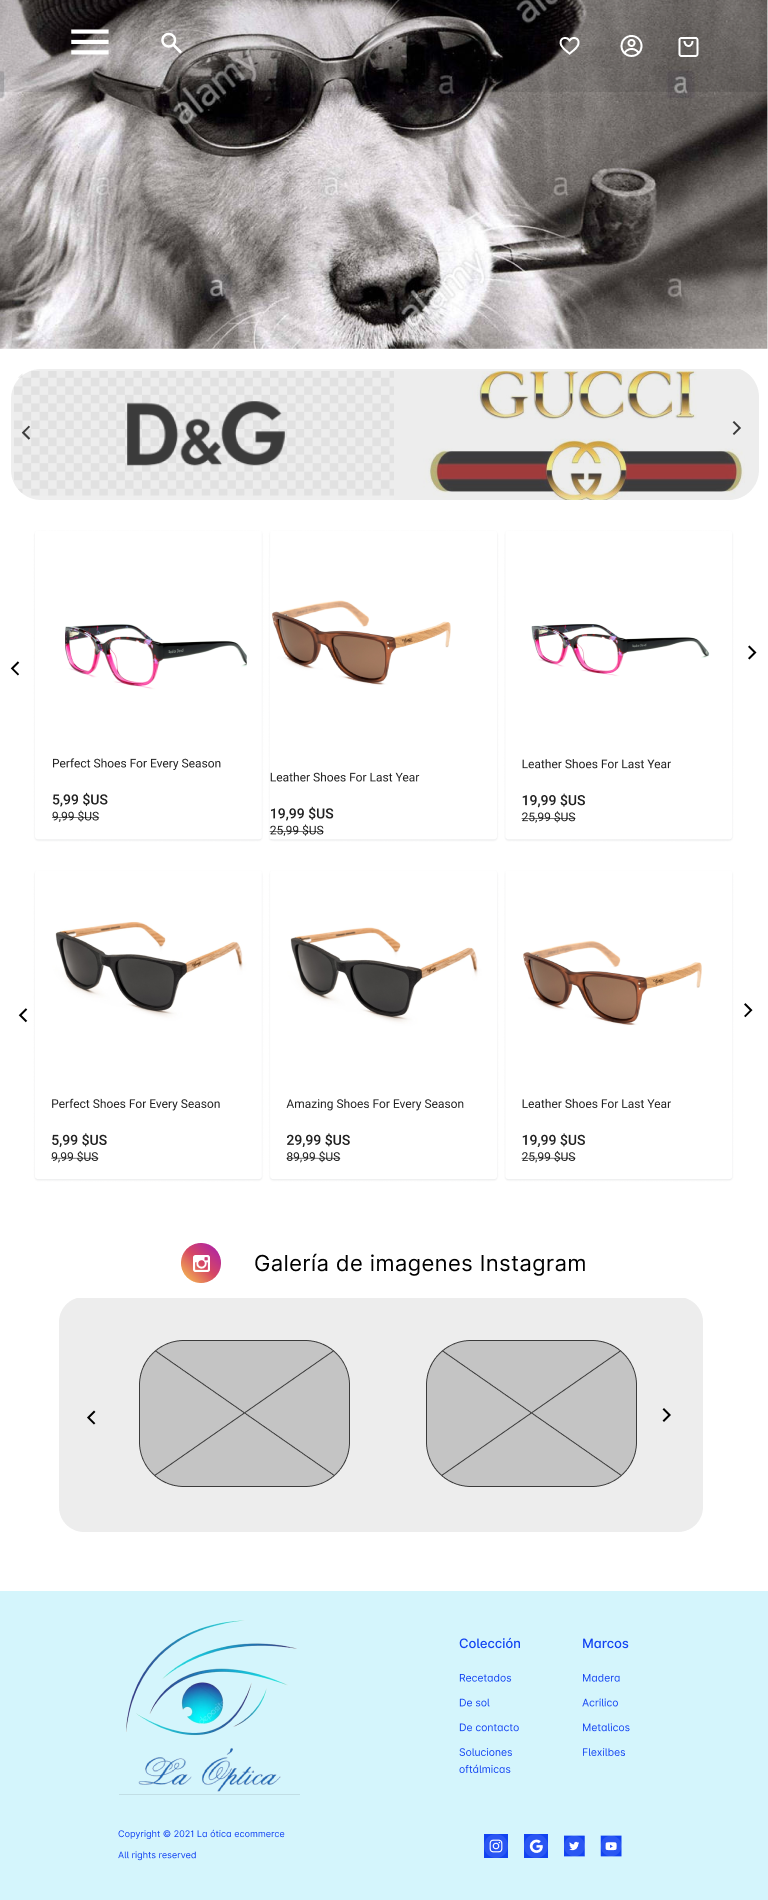 alamy
a
a
a
a
a
a
a
alamy
D&G
GUCCI
Perfect Shoes For Every Season
5,99 $US
9,99 $US
Leather Shoes For Last Year
19,99 $US
25,99 $US
Leather Shoes For Last Year
19,99 $US
25,99 $US
Perfect Shoes For Every Season
5,99 $US
9,99 $US
Amazing Shoes For Every Season
29,99 $US
89,99 $US
Leather Shoes For Last Year
19,99 $US
25,99 $US
Galería de imagenes Instagram
La Óptica
Copyright © 2021 La ótica ecommerce
All rights reserved
Colección
Recetados
De sol
De contacto
Soluciones
oftálmicas
Marcos
Madera
Acrilico
Metalicos
Flexilbes